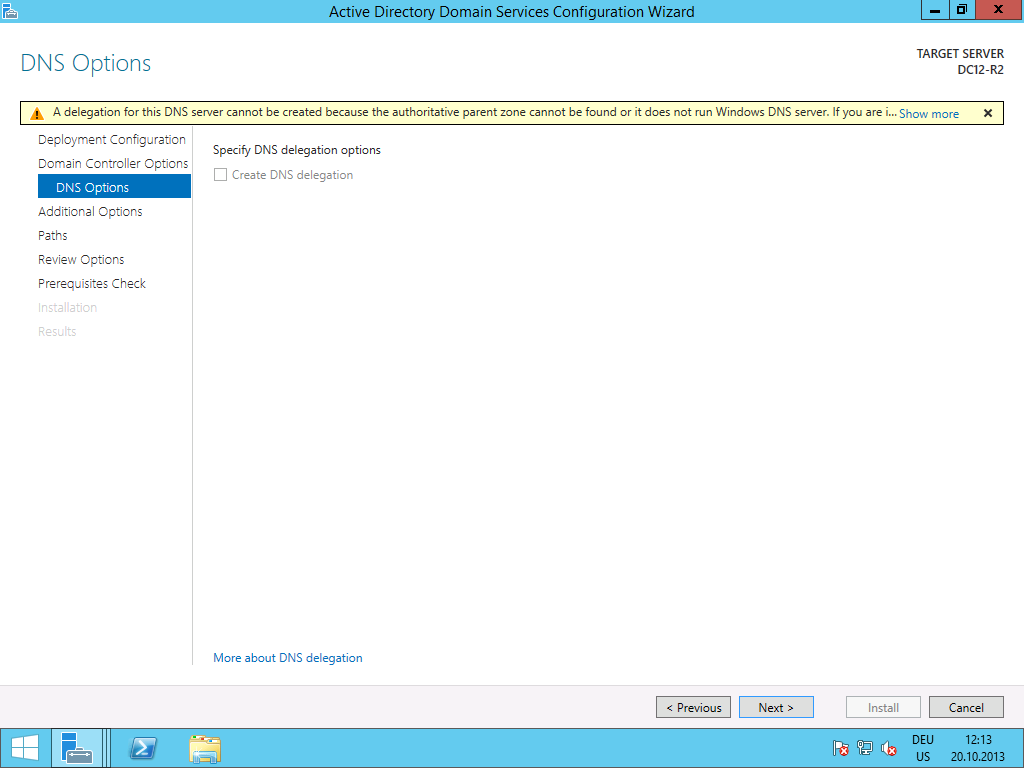 Active Directory Domain Services Configuration Wizard
DNS Options
TARGET SERVER
DC12-R2
A delegation for this DNS server cannot be created because the authoritative parent zone cannot be found or it does not run Windows DNS server. If you are i... Show more
Deployment Configuration
Domain Controller Options
DNS Options
Additional Options
Paths
Review Options
Prerequisites Check
Installation
Results
Specify DNS delegation options
Create DNS delegation
More about DNS delegation
< Previous
Next >
Install
Cancel
DEU
US
12:13
20.10.2013